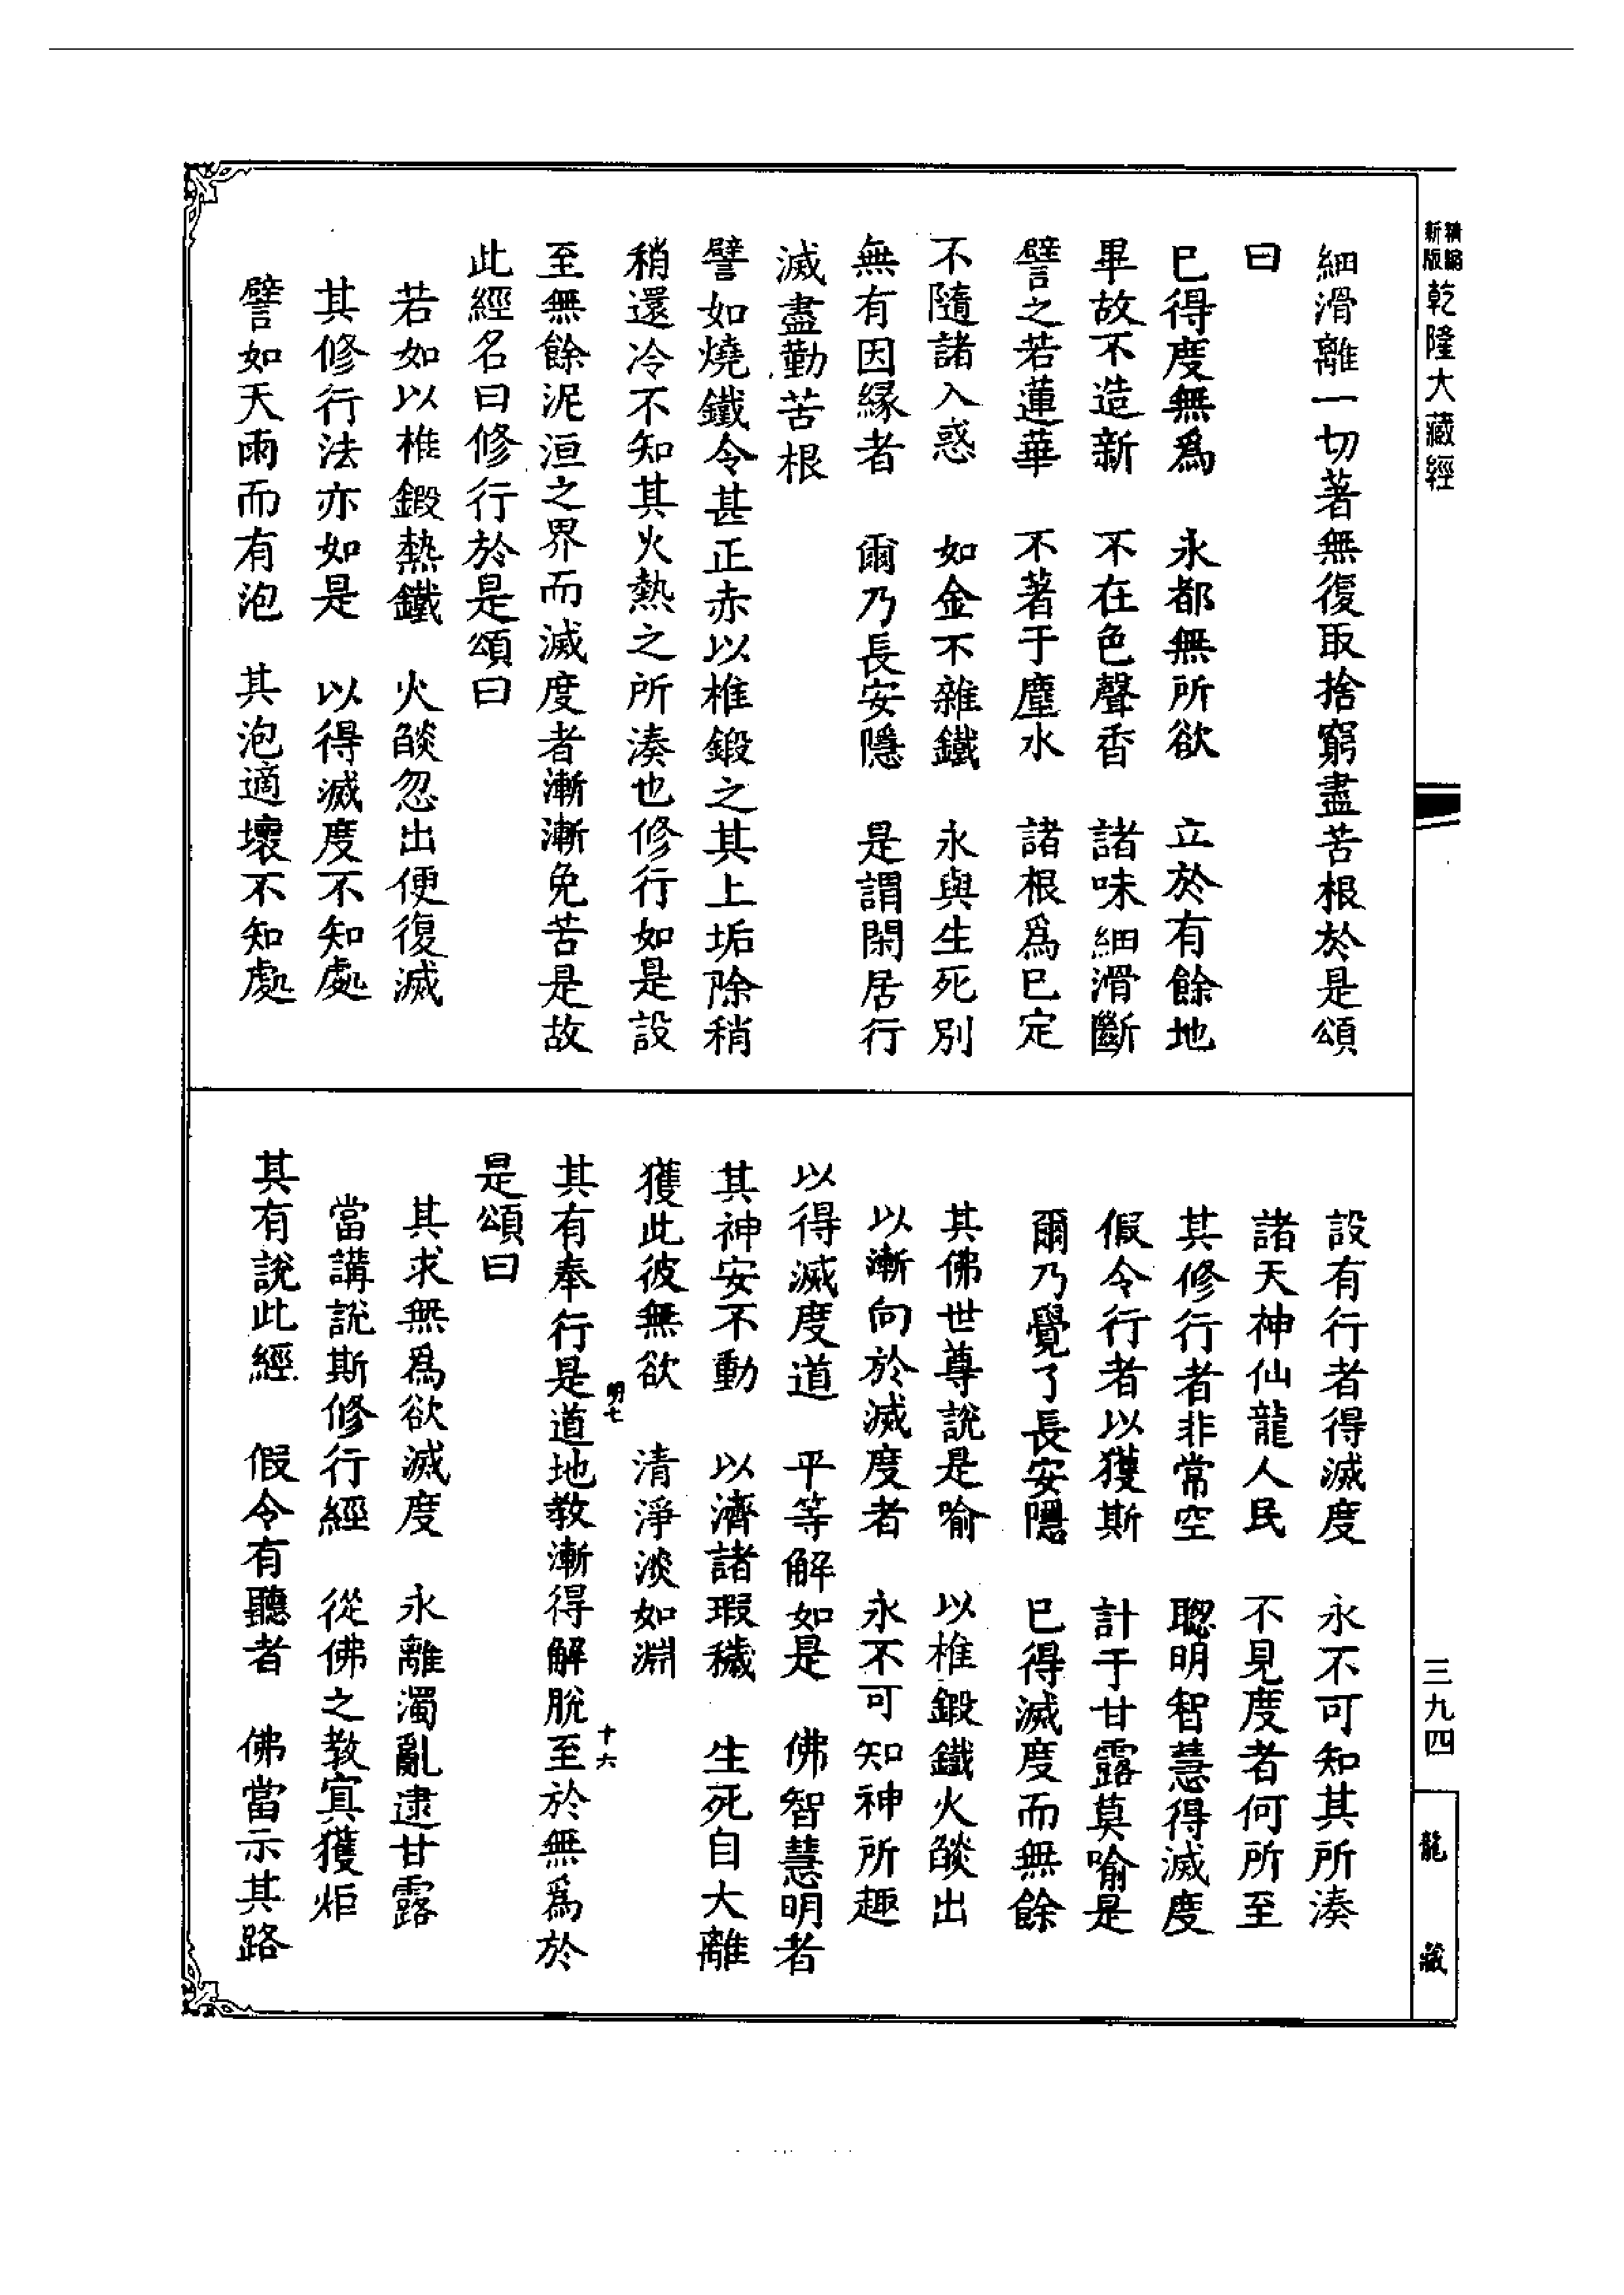 精縮新版乾隆大藏經
細滑離一切著無復取捨窮盡苦根於是頌
曰
已得度無為　永都無所欲　立於有餘地
畢故不造新　不在色聲香　諸味細滑斷
譬之若蓮華　不著于塵水　諸根為已定
不隨諸入惑　如金不雜鐵　永與生死別
無有因緣者　爾乃長安隱　是謂閑居行
滅盡勤苦根
譬如燒鐵令甚正赤以椎鍛之其上垢除稍
稍還冷不知其火熱之所湊也修行如是設
至無餘泥洹之界而滅度者漸漸免苦是故
此經名曰修行於是頌曰
若如以椎鍛熱鐵　火燄忽出便復滅
其修行法亦如是　以得滅度不知處
譬如天雨而有泡　其泡適壞不知處
設有行者得滅度　永不可知其所湊
諸天神仙龍人民　不見度者何所至
其修行者非常空　聰明智慧得滅度
假令行者以獲斯　計于甘露莫喻是
爾乃覺了長安隱　已得滅度而無餘
其佛世尊說是喻　以椎鍛鐵火燄出
以漸向於滅度者　永不可知神所趣
以得滅度道　平等解如是　佛智慧明者
其神安不動　以濟諸瑕穢　生死自大離
獲此彼無欲　清淨淡如淵
其有奉行是道地教漸得解脫至於無為於
明七　十六
是頌曰
其求無為欲滅度　永離濁亂逮甘露
當講說斯修行經　從佛之教冥獲炬
其有說此經　假令有聽者　佛當示其路
三九四
龍藏